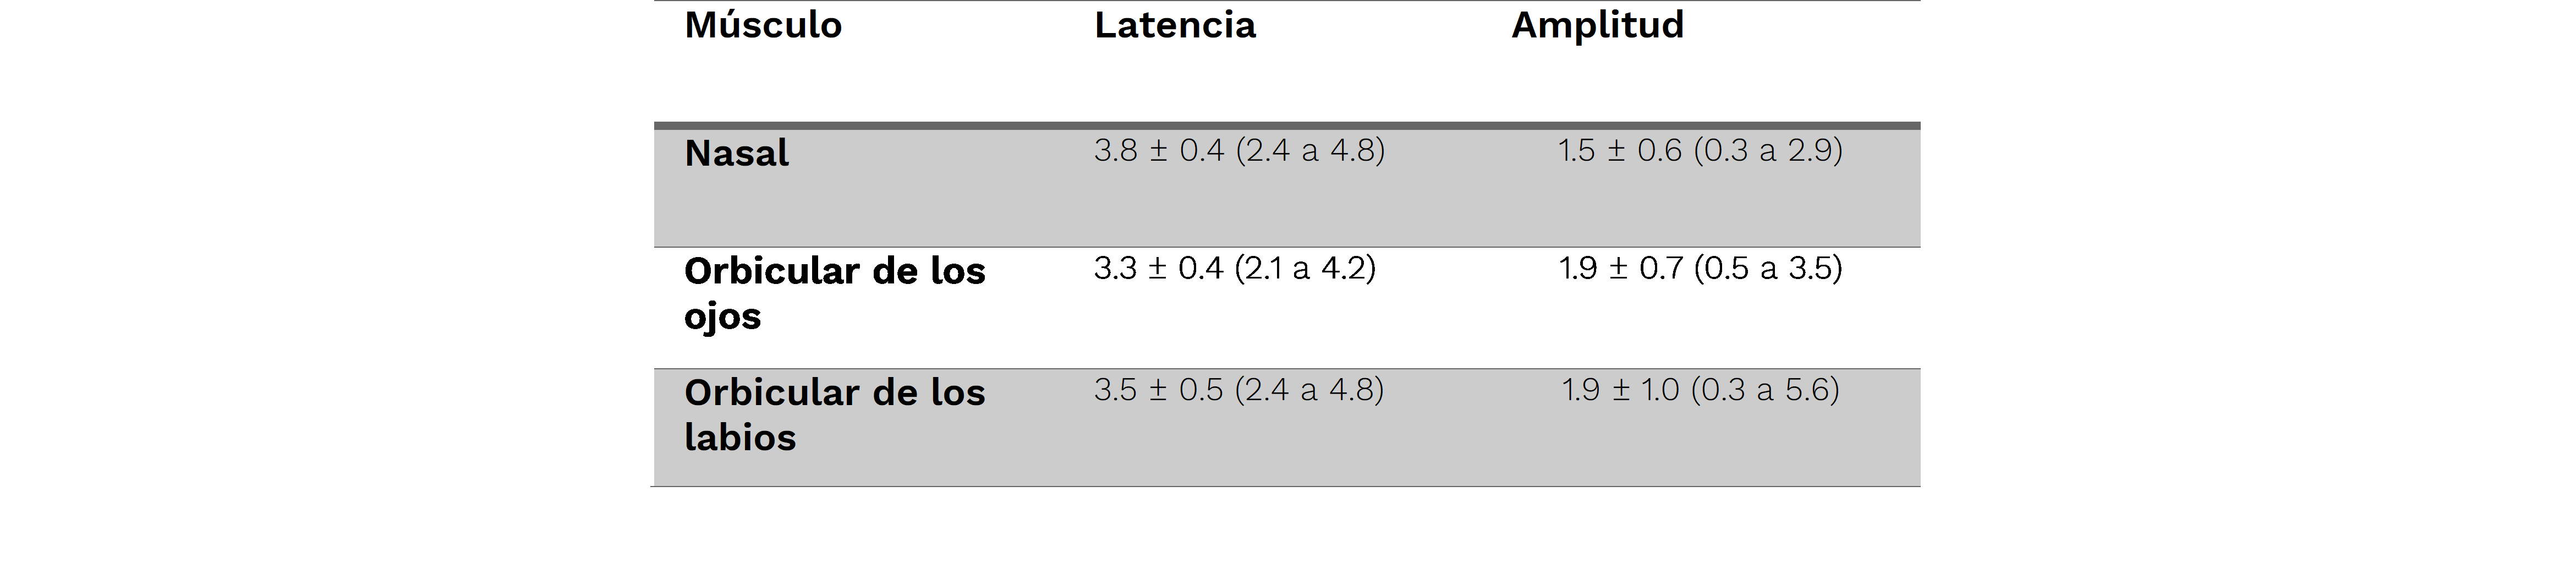 Músculo Latencia Amplitud
Nasal 3.8 ± 0.4 (2.4 a 4.8) 1.5 ± 0.6 (0.3 a 2.9)
Orbicular de los 3.3 ± 0.4 (2.1 a 4.2) 1.9 ± 0.7 (0.5 a 3.5)
ojos
Orbicular de los 3.5 ± 0.5 (2.4 a 4.8) 1.9 ± 1.0 (0.3 a 5.6)
labios